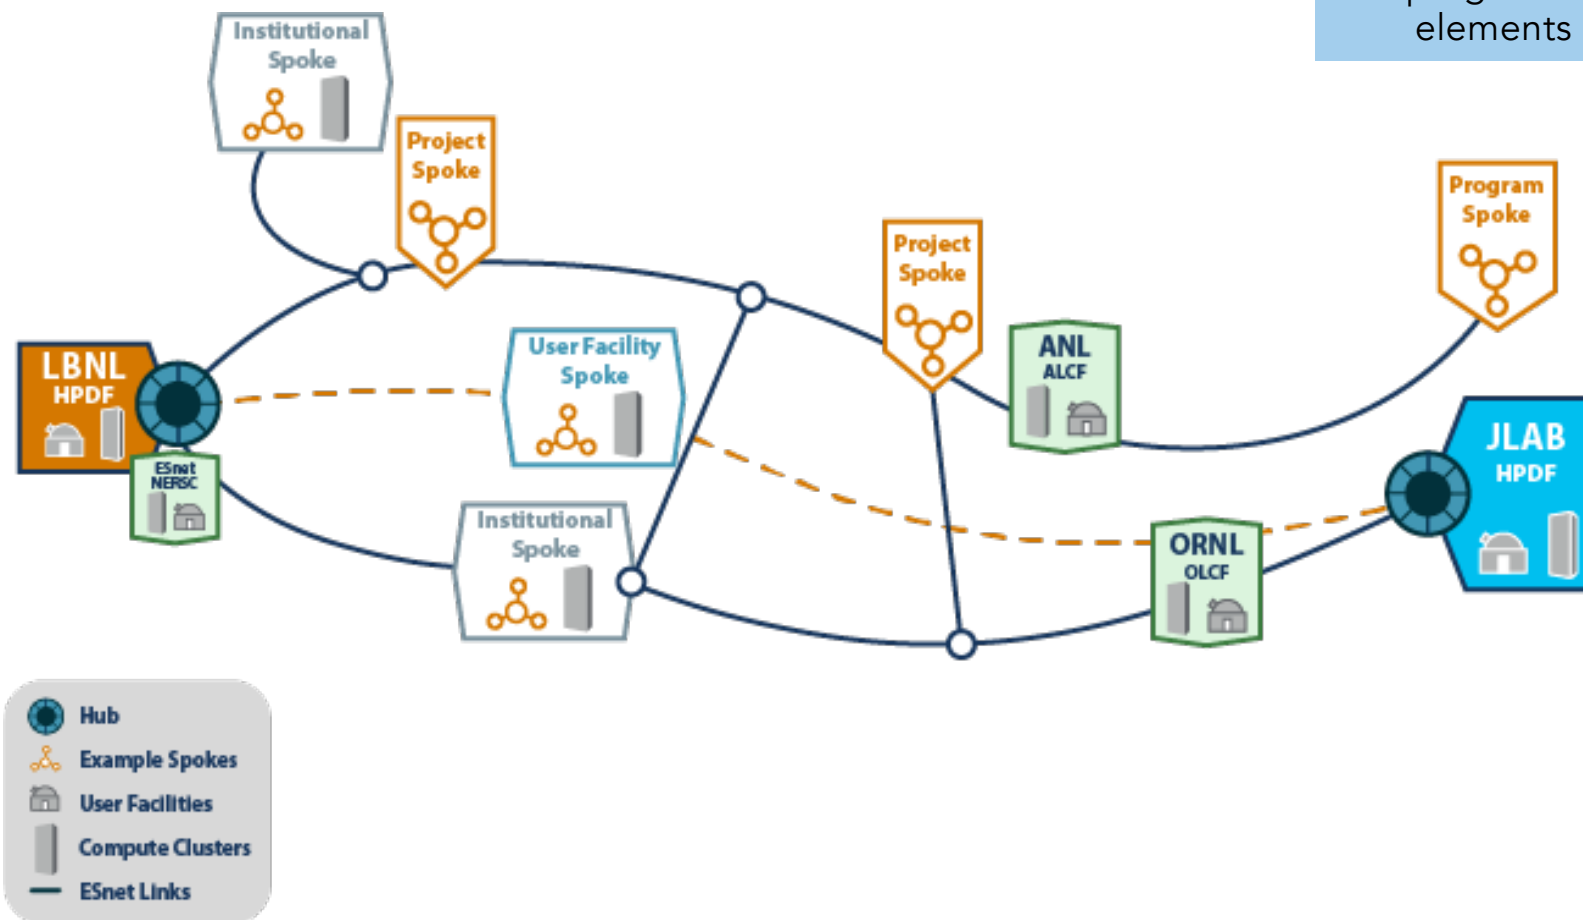 elements
Institutional
Spoke
Project
Spoke
Program
Spoke
Project
Spoke
User Facility
Spoke
ANL
ALCF
LBNL
HPDF
JLAB
HPDF
ESnet
NERSC
Institutional
Spoke
ORNL
OLCF
Hub
Example Spokes
User Facilities
Compute Clusters
ESnet Links